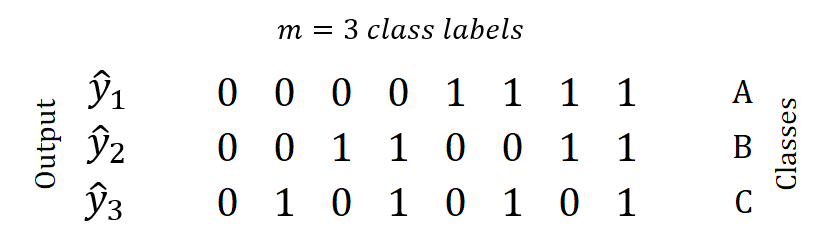 m = 3 class labels
Output
ŷ₁ 0 0 0 0 1 1 1 1 A
ŷ₂ 0 0 1 1 0 0 1 1 B
ŷ₃ 0 1 0 1 0 1 0 1 C
Classes